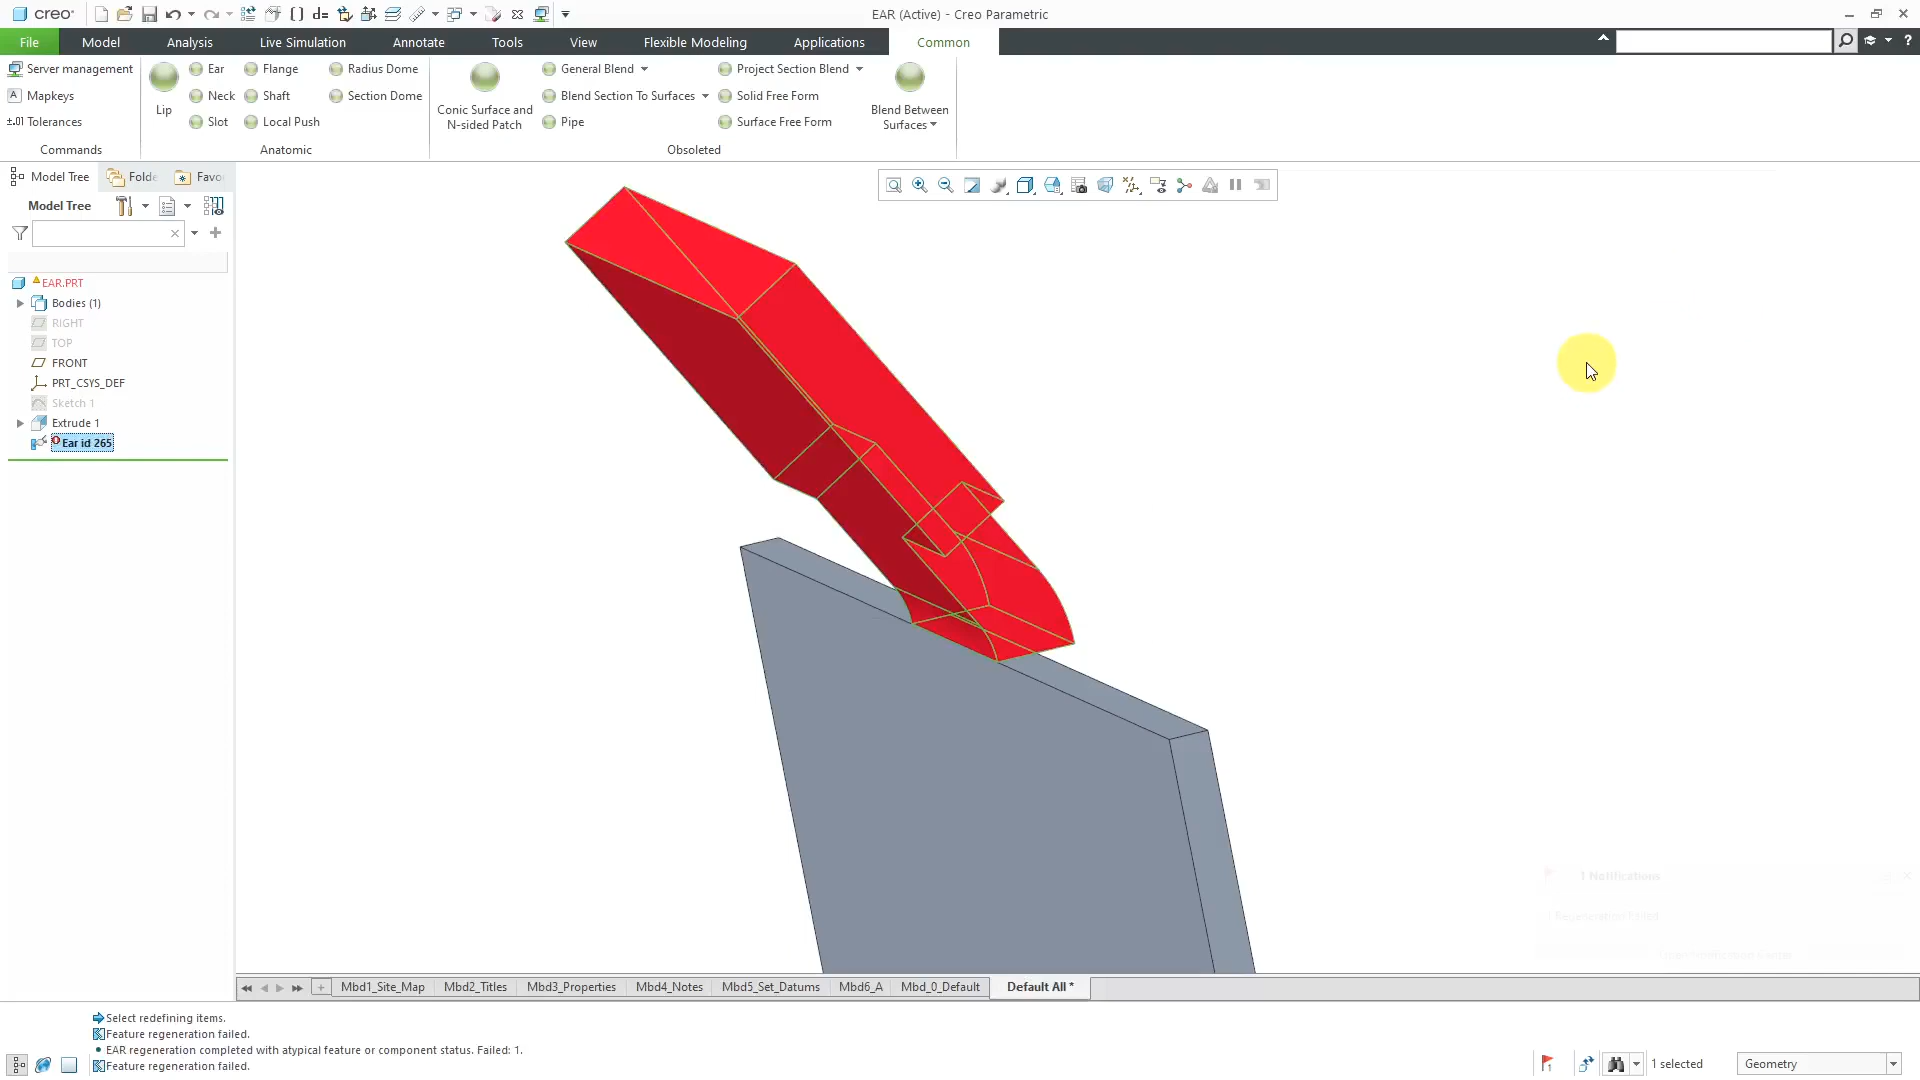 creo
EAR (Active) - Creo Parametric
File
Model
Analysis
Live Simulation
Annotate
Tools
View
Flexible Modeling
Applications
Common
Server management
Mapkeys
±.01 Tolerances
Commands
Lip
Ear
Neck
Slot
Flange
Shaft
Local Push
Radius Dome
Section Dome
Anatomic
Conic Surface and
N-sided Patch
General Blend
Blend Section To Surfaces
Pipe
Project Section Blend
Solid Free Form
Surface Free Form
Blend Between
Surfaces
Obsoleted
Model Tree
Folde
Favo
Model Tree
EAR.PRT
Bodies (1)
RIGHT
TOP
FRONT
PRT_CSYS_DEF
Sketch 1
Extrude 1
Ear id 265
1 Notifications
Mbd1_Site_Map
Mbd2_Titles
Mbd3_Properties
Mbd4_Notes
Mbd5_Set_Datums
Mbd6_A
Mbd_0_Default
Default All *
Select redefining items.
Feature regeneration failed.
• EAR regeneration completed with atypical feature or component status. Failed: 1.
Feature regeneration failed.
1 selected
Geometry